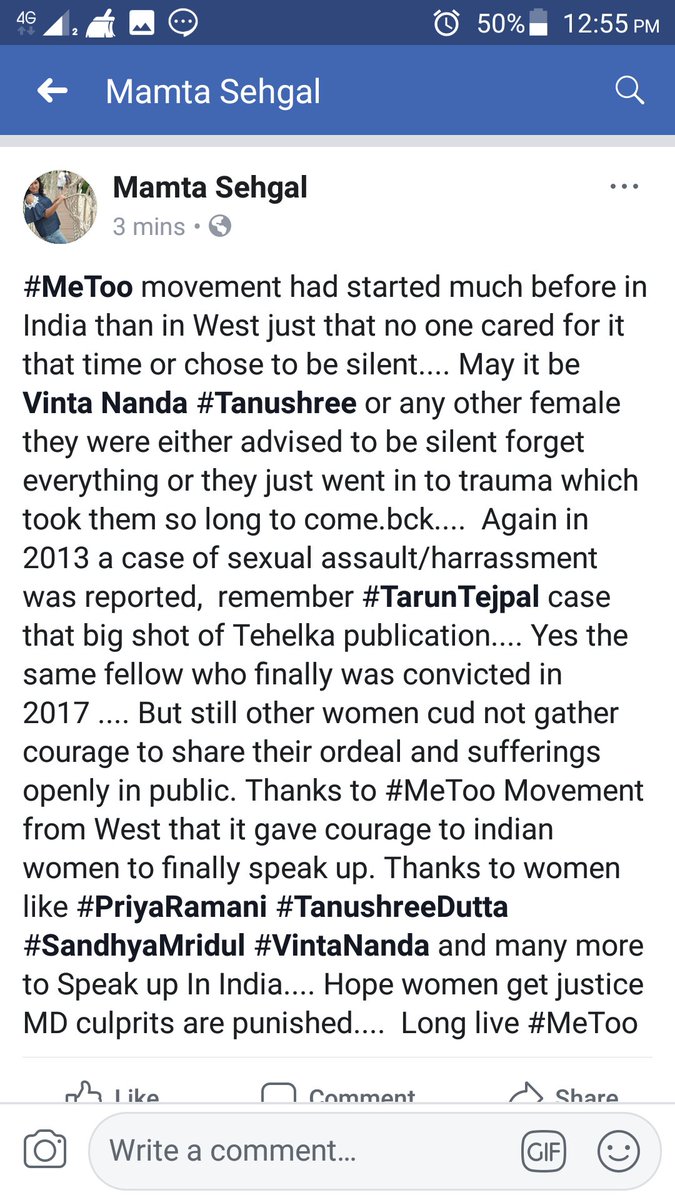 4G 2 50% 12:55 PM
Mamta Sehgal
Mamta Sehgal
3 mins •
#MeToo movement had started much before in
India than in West just that no one cared for it
that time or chose to be silent.... May it be
Vinta Nanda #Tanushree or any other female
they were either advised to be silent forget
everything or they just went in to trauma which
took them so long to come.bck.... Again in
2013 a case of sexual assault/harrassment
was reported, remember #TarunTejpal case
that big shot of Tehelka publication.... Yes the
same fellow who finally was convicted in
2017 .... But still other women cud not gather
courage to share their ordeal and sufferings
openly in public. Thanks to #MeToo Movement
from West that it gave courage to indian
women to finally speak up. Thanks to women
like #PriyaRamani #TanushreeDutta
#SandhyaMridul #VintaNanda and many more
to Speak up In India.... Hope women get justice
MD culprits are punished.... Long live #MeToo
Like Comment Share
Write a comment... GIF